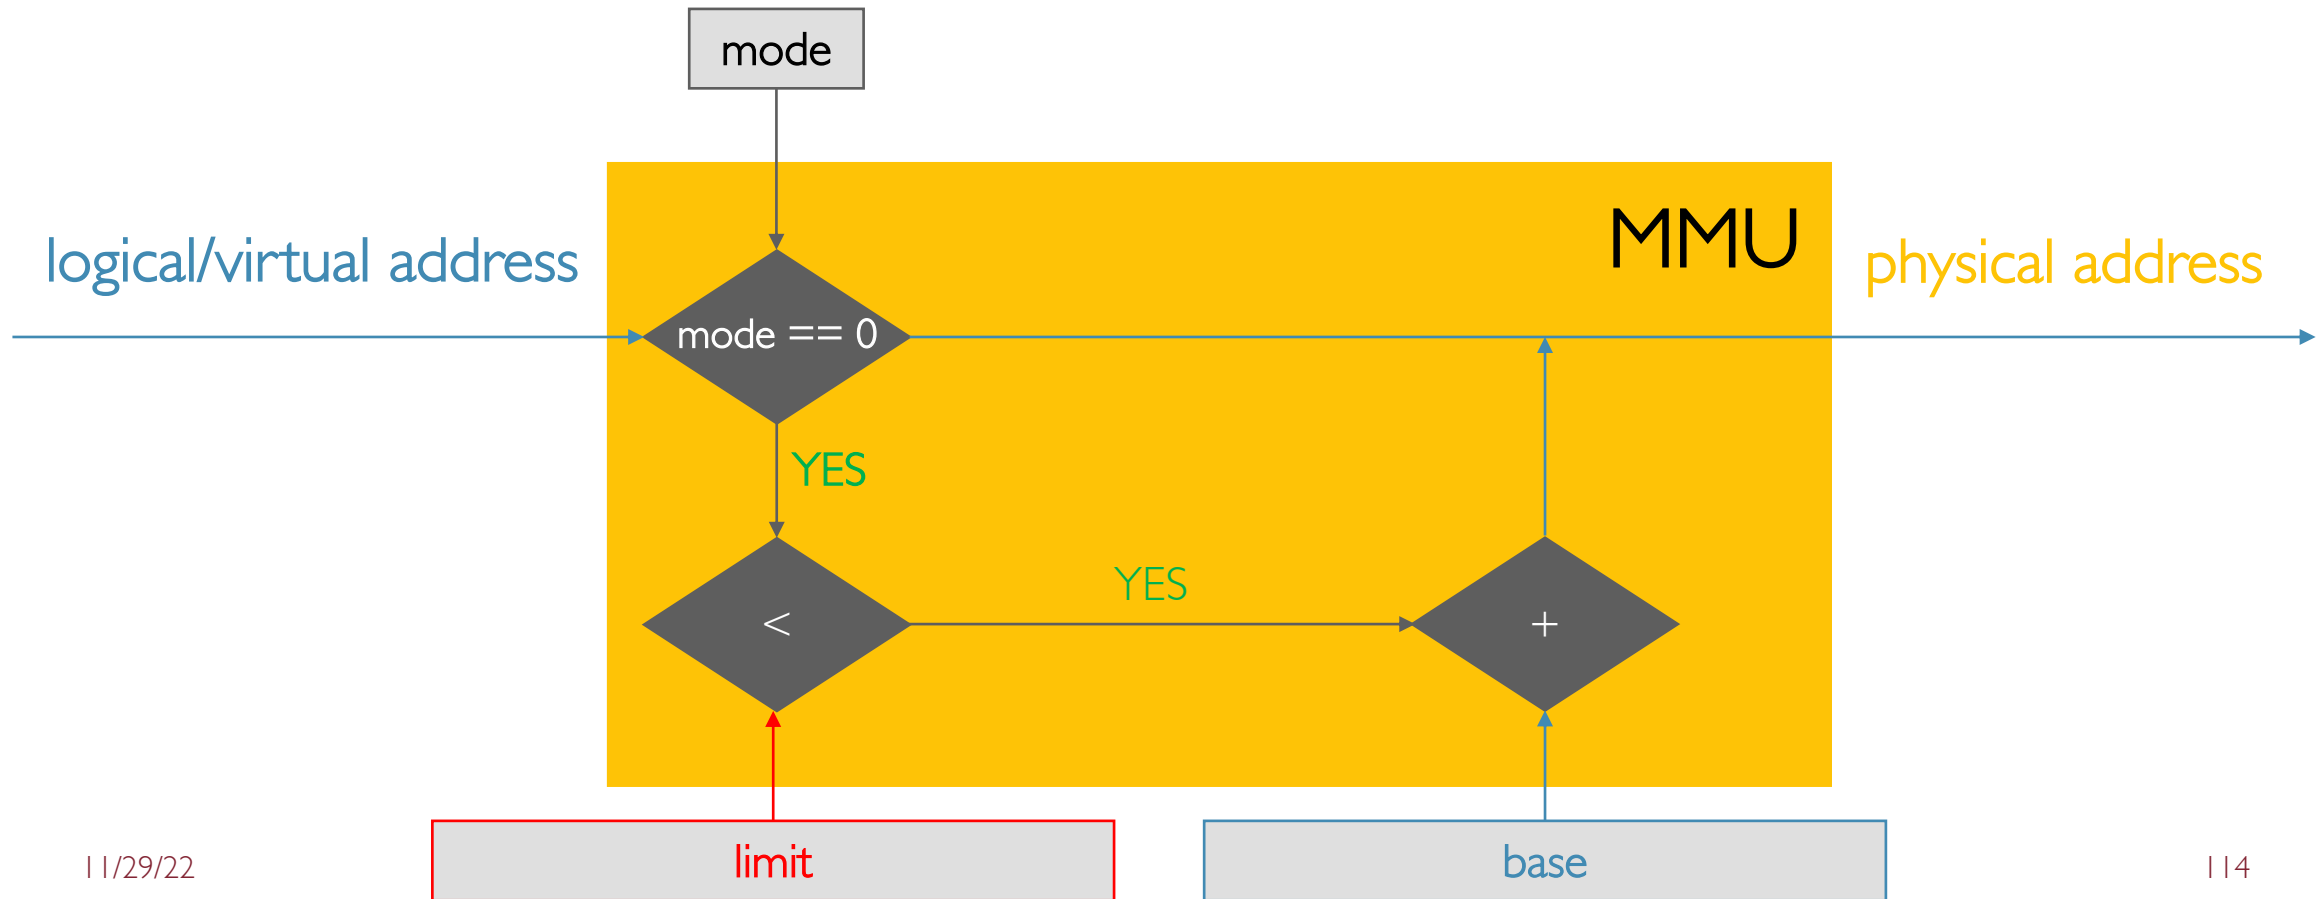 mode
MMU
logical/virtual address
physical address
mode == 0
YES
YES
<
+
limit
base
11/29/22
114